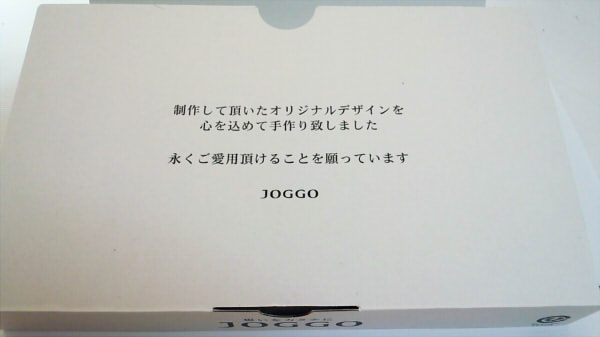 制作して頂いたオリジナルデザインを
心を込めて手作り致しました
永くご愛用頂けることを願っています
JOGGO
JOGGO